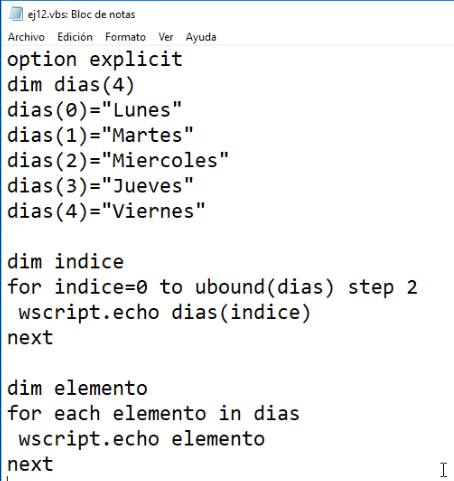 ej12.vbs: Bloc de notas
Archivo Edición Formato Ver Ayuda
option explicit
dim dias(4)
dias(0)="Lunes"
dias(1)="Martes"
dias(2)="Miercoles"
dias(3)="Jueves"
dias(4)="Viernes"

dim indice
for indice=0 to ubound(dias) step 2
 wscript.echo dias(indice)
next

dim elemento
for each elemento in dias
 wscript.echo elemento
next